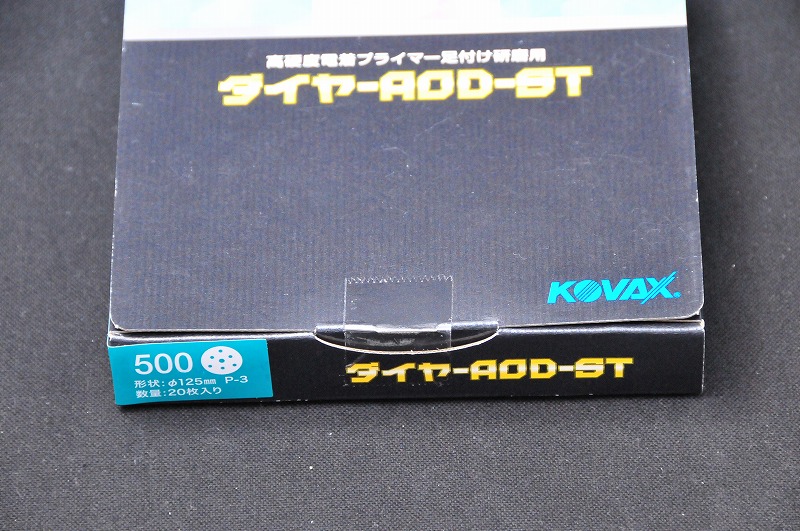 高硬度電着プライマー足付け研磨用
ダイヤ-AOD-ST
KOVAX®
500
形状:φ125mm P-3
数量:20枚入り
ダイヤ-AOD-ST